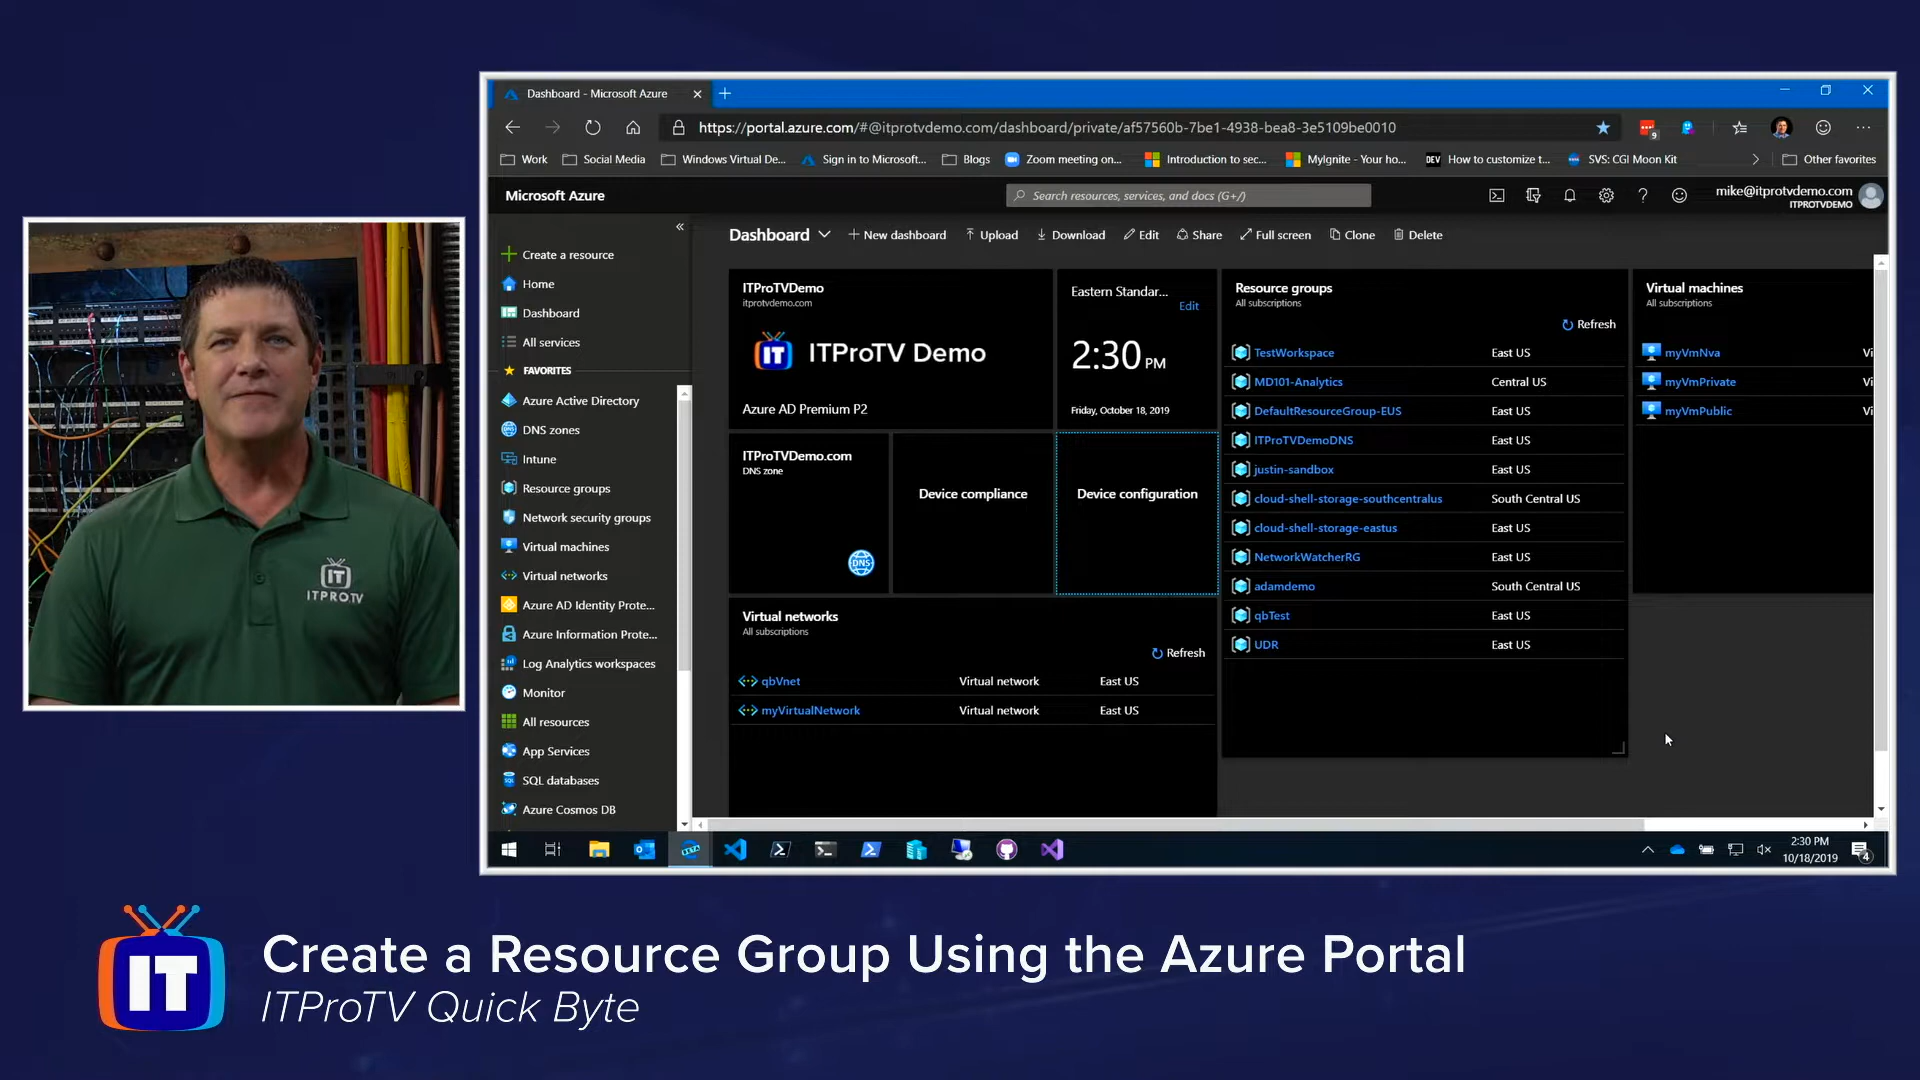 Dashboard - Microsoft Azure
https://portal.azure.com/#@itprotvdemo.com/dashboard/private/af57560b-7be1-4938-bea8-3e5109be0010
9
Work Social Media Windows Virtual De... Sign in to Microsoft... Blogs Zoom meeting on... Introduction to sec... MyIgnite - Your ho... DEV How to customize t... SVS: CGI Moon Kit Other favorites
Microsoft Azure
Search resources, services, and docs (G+/)
mike@itprotvdemo.com
ITPROTVDEMO
Create a resource
Home
Dashboard
All services
FAVORITES
Azure Active Directory
DNS zones
Intune
Resource groups
Network security groups
Virtual machines
Virtual networks
Azure AD Identity Prote...
Azure Information Prote...
Log Analytics workspaces
Monitor
All resources
App Services
SQL databases
Azure Cosmos DB
Dashboard New dashboard Upload Download Edit Share Full screen Clone Delete
ITProTVDemo
itprotvdemo.com
IT ITProTV Demo
Azure AD Premium P2
Eastern Standar...
Edit
2:30 PM
Friday, October 18, 2019
ITProTVDemo.com
DNS zone
DNS
Device compliance
Device configuration
Virtual networks
All subscriptions
Refresh
qbVnet Virtual network East US
myVirtualNetwork Virtual network East US
Resource groups
All subscriptions
Refresh
TestWorkspace East US
MD101-Analytics Central US
DefaultResourceGroup-EUS East US
ITProTVDemoDNS East US
justin-sandbox East US
cloud-shell-storage-southcentralus South Central US
cloud-shell-storage-eastus East US
NetworkWatcherRG East US
adamdemo South Central US
qbTest East US
UDR East US
Virtual machines
All subscriptions
myVmNva Vi
myVmPrivate Vi
myVmPublic Vi
2:30 PM
10/18/2019
4
IT
ITPROTV
IT
Create a Resource Group Using the Azure Portal
ITProTV Quick Byte